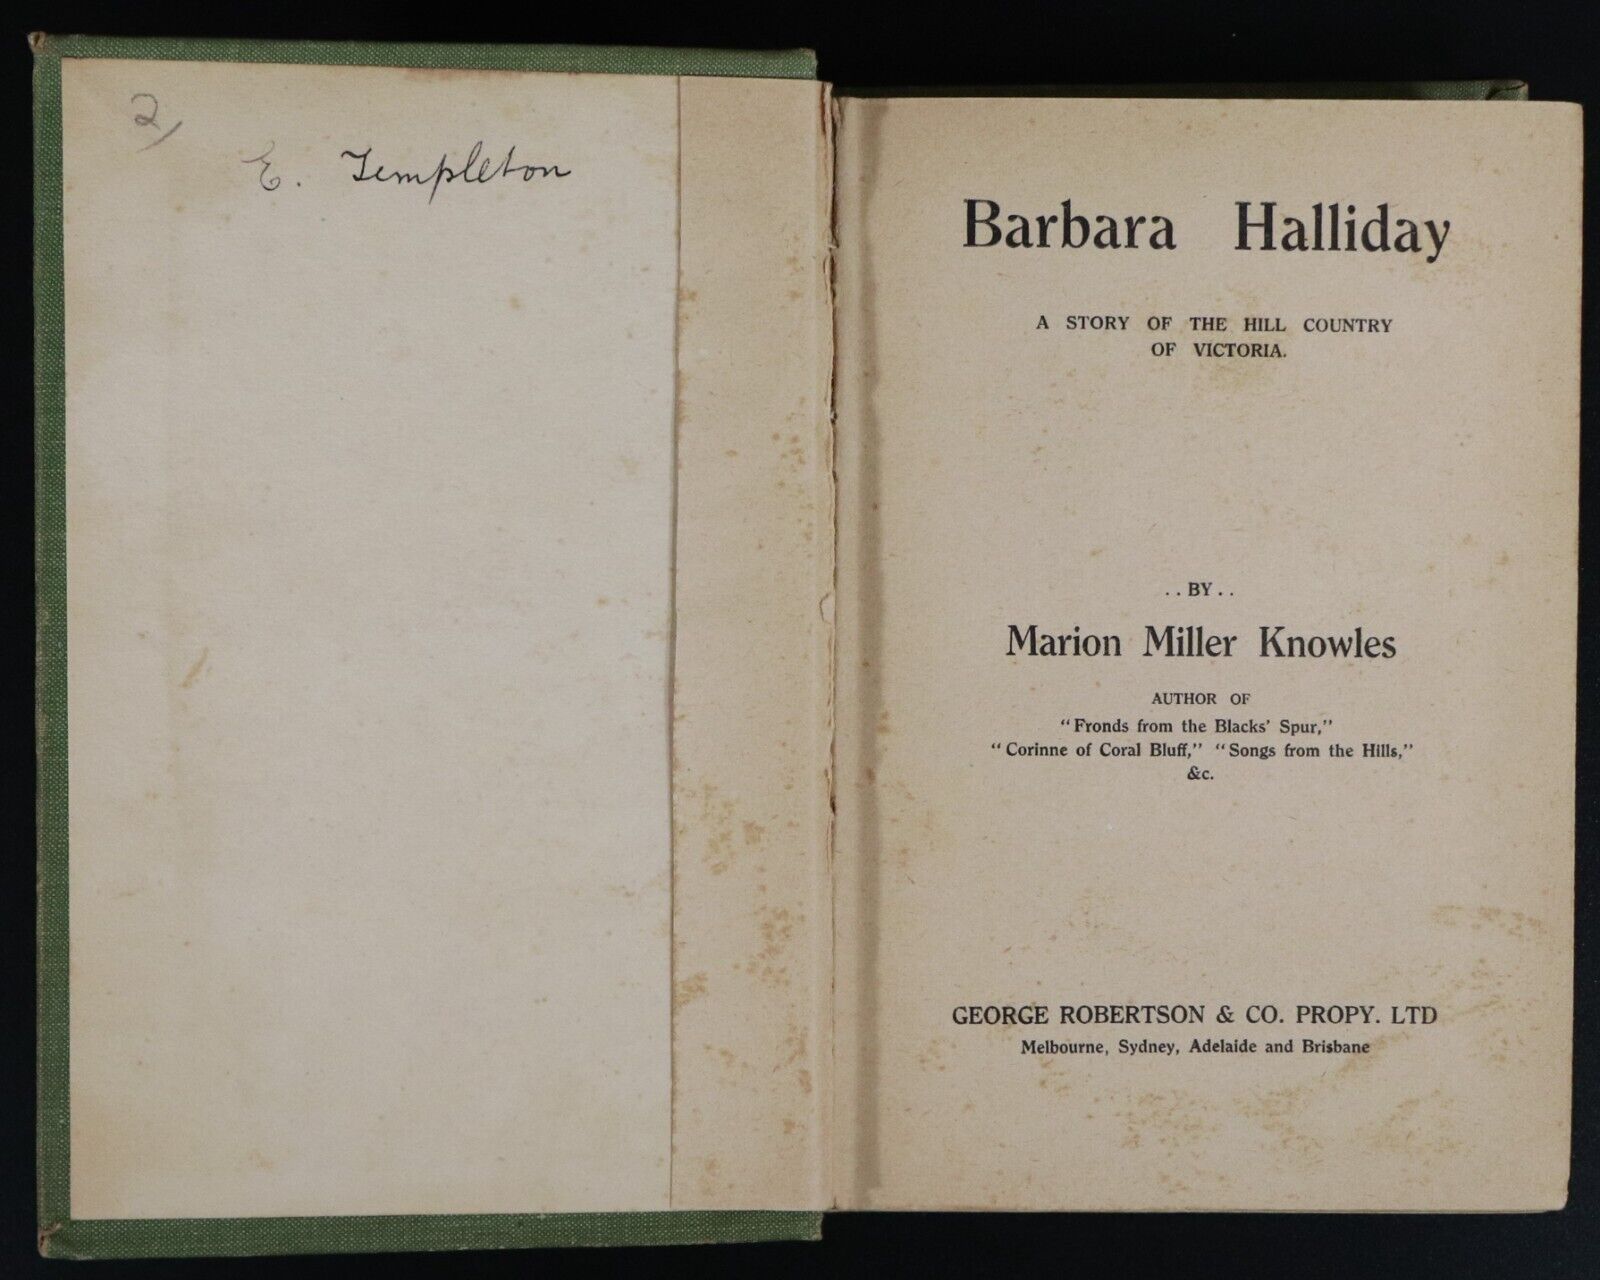 2/
E. Templeton
Barbara Halliday
A STORY OF THE HILL COUNTRY
OF VICTORIA.
. . BY . .
Marion Miller Knowles
AUTHOR OF
"Fronds from the Blacks' Spur,"
"Corinne of Coral Bluff," "Songs from the Hills,"
&c.
GEORGE ROBERTSON & CO. PROPY. LTD
Melbourne, Sydney, Adelaide and Brisbane